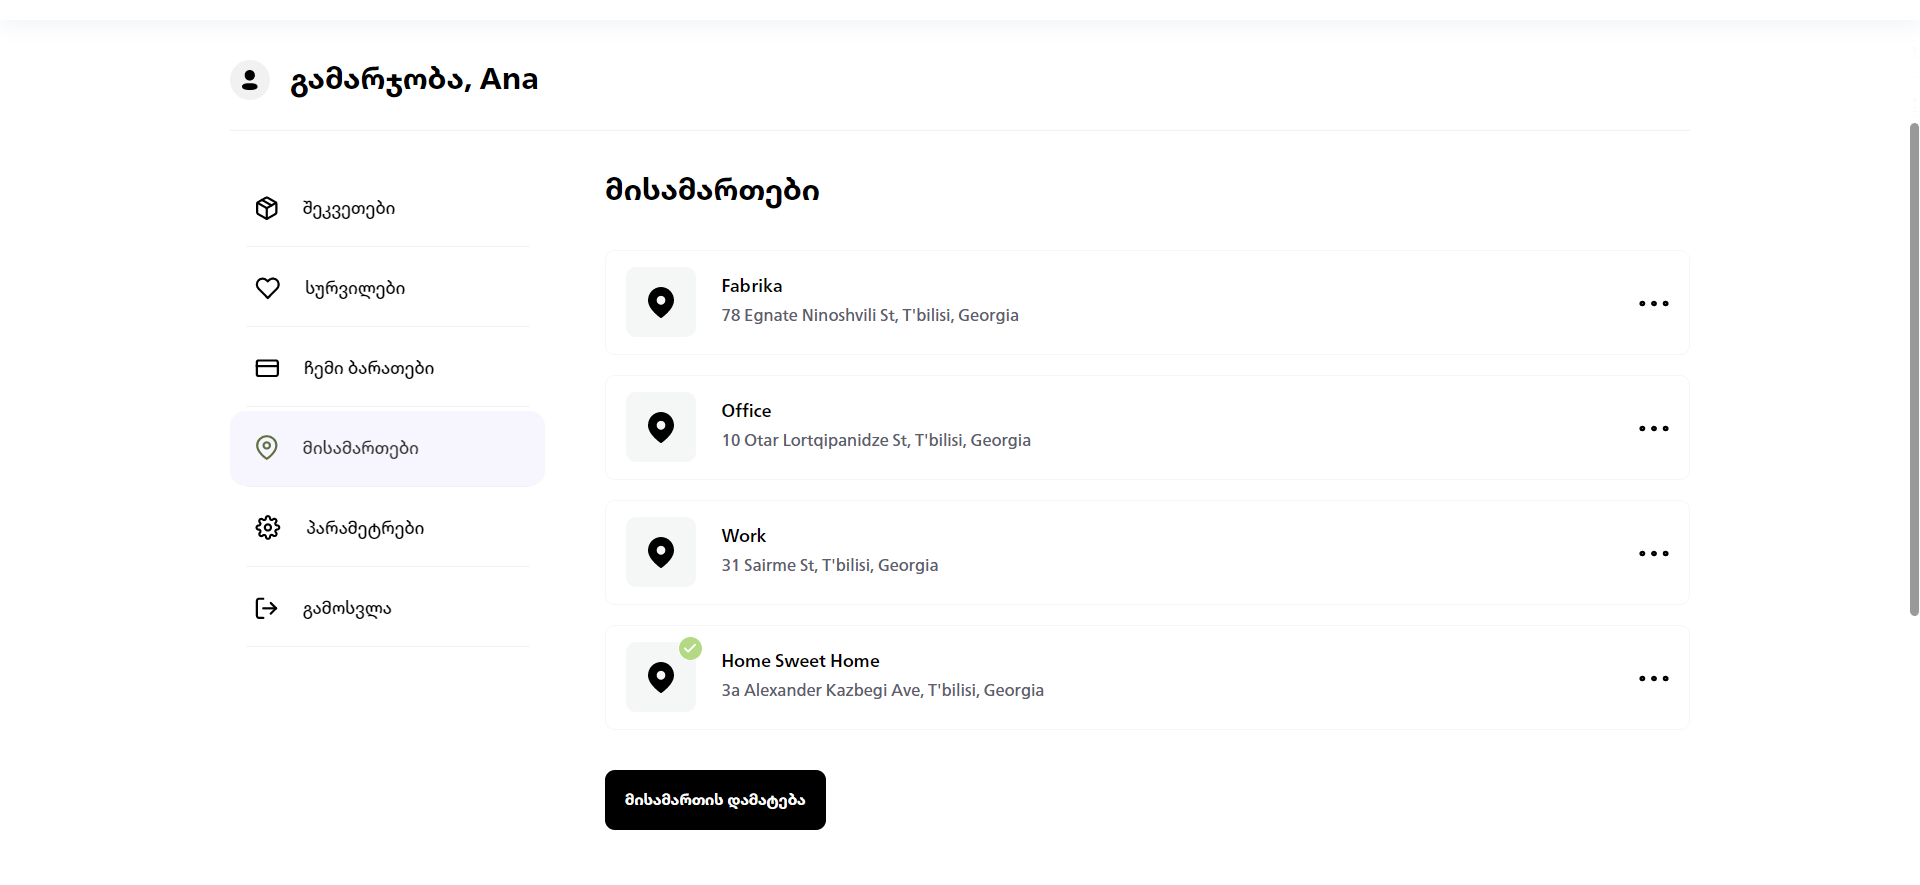 გამარჯობა, Ana
შეკვეთები
სურვილები
ჩემი ბარათები
მისამართები
პარამეტრები
გამოსვლა
მისამართები
Fabrika
78 Egnate Ninoshvili St, T'bilisi, Georgia
Office
10 Otar Lortqipanidze St, T'bilisi, Georgia
Work
31 Sairme St, T'bilisi, Georgia
Home Sweet Home
3a Alexander Kazbegi Ave, T'bilisi, Georgia
მისამართის დამატება